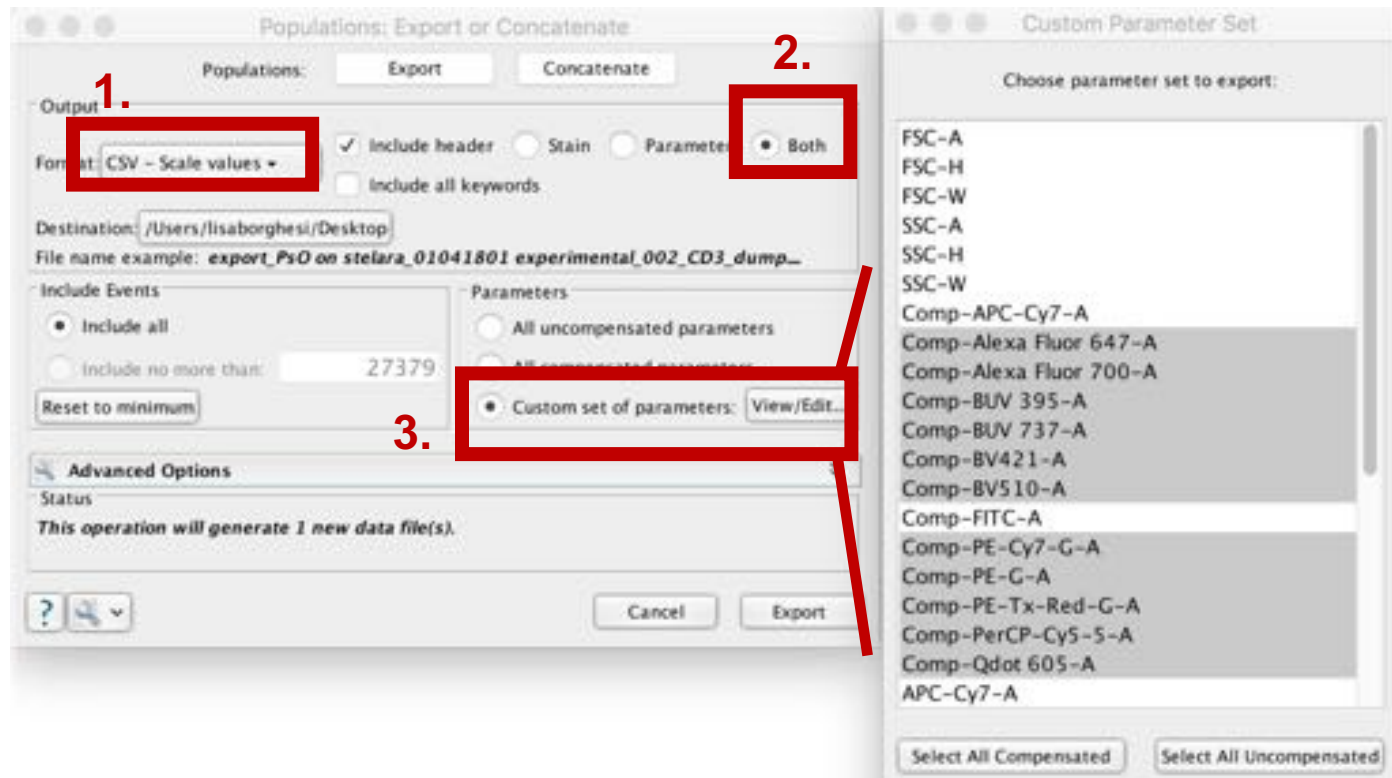 Populations: Export or Concatenate
Populations: Export Concatenate
1.
2.
Output
Format: CSV - Scale values
Include header Stain Parameter Both
Include all keywords
Destination: /Users/lisaborghesi/Desktop
File name example: export_PsO on stelara_01041801 experimental_002_CD3_dump...
Include Events
Include all
Include no more than: 27379
Reset to minimum
Parameters
All uncompensated parameters
All compensated parameters
Custom set of parameters: View/Edit...
3.
Advanced Options
Status
This operation will generate 1 new data file(s).
? Cancel Export
Custom Parameter Set
Choose parameter set to export:
FSC-A
FSC-H
FSC-W
SSC-A
SSC-H
SSC-W
Comp-APC-Cy7-A
Comp-Alexa Fluor 647-A
Comp-Alexa Fluor 700-A
Comp-BUV 395-A
Comp-BUV 737-A
Comp-BV421-A
Comp-BV510-A
Comp-FITC-A
Comp-PE-Cy7-G-A
Comp-PE-G-A
Comp-PE-Tx-Red-G-A
Comp-PerCP-Cy5-5-A
Comp-Qdot 605-A
APC-Cy7-A
Select All Compensated Select All Uncompensated